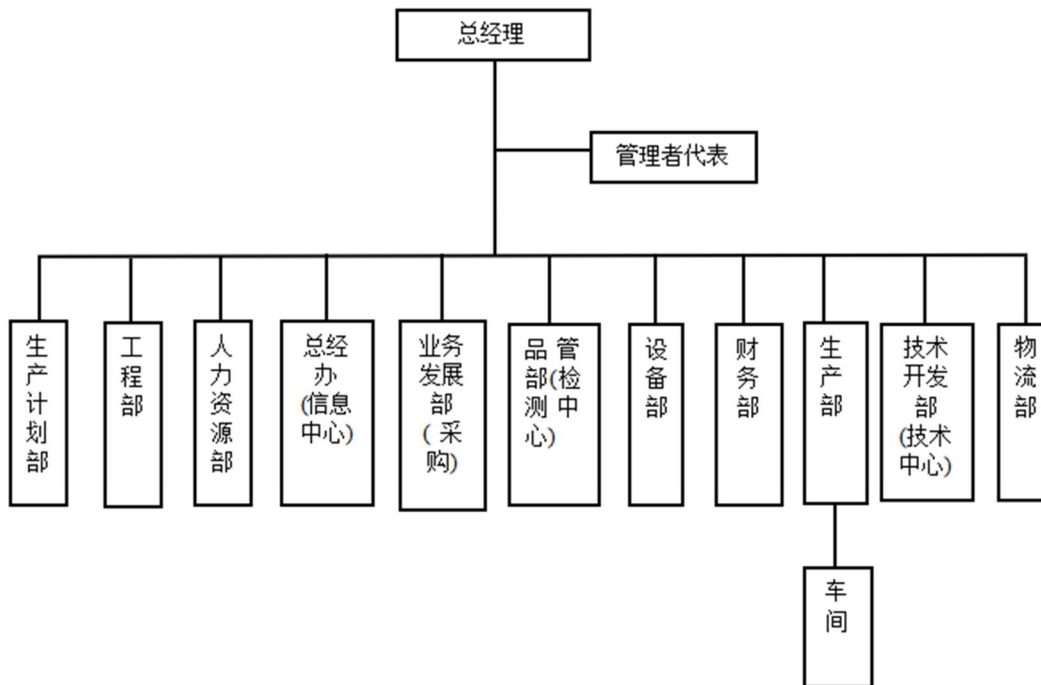 总经理
管理者代表
生
产
计
划
部
工
程
部
人
力
资
源
部
总经
办
(信息
中心)
业务
发展
部
( 采
购)
品 管
部(检
测 中
心)
设
备
部
财
务
部
生
产
部
技术
开发
部
(技术
中心)
物
流
部
车
间